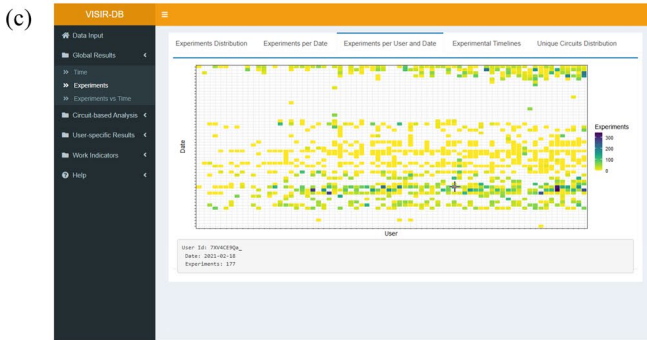 (c)
VISIR-DB
Data Input
Global Results
Time
Experiments
Experiments vs Time
Circuit-based Analysis
User-specific Results
Work Indicators
Help
Experiments Distribution
Experiments per Date
Experiments per User and Date
Experimental Timelines
Unique Circuits Distribution
Date
User
Experiments
300
200
100
0
User Id: 7XV4CE9Qa_
Date: 2021-02-18
Experiments: 177